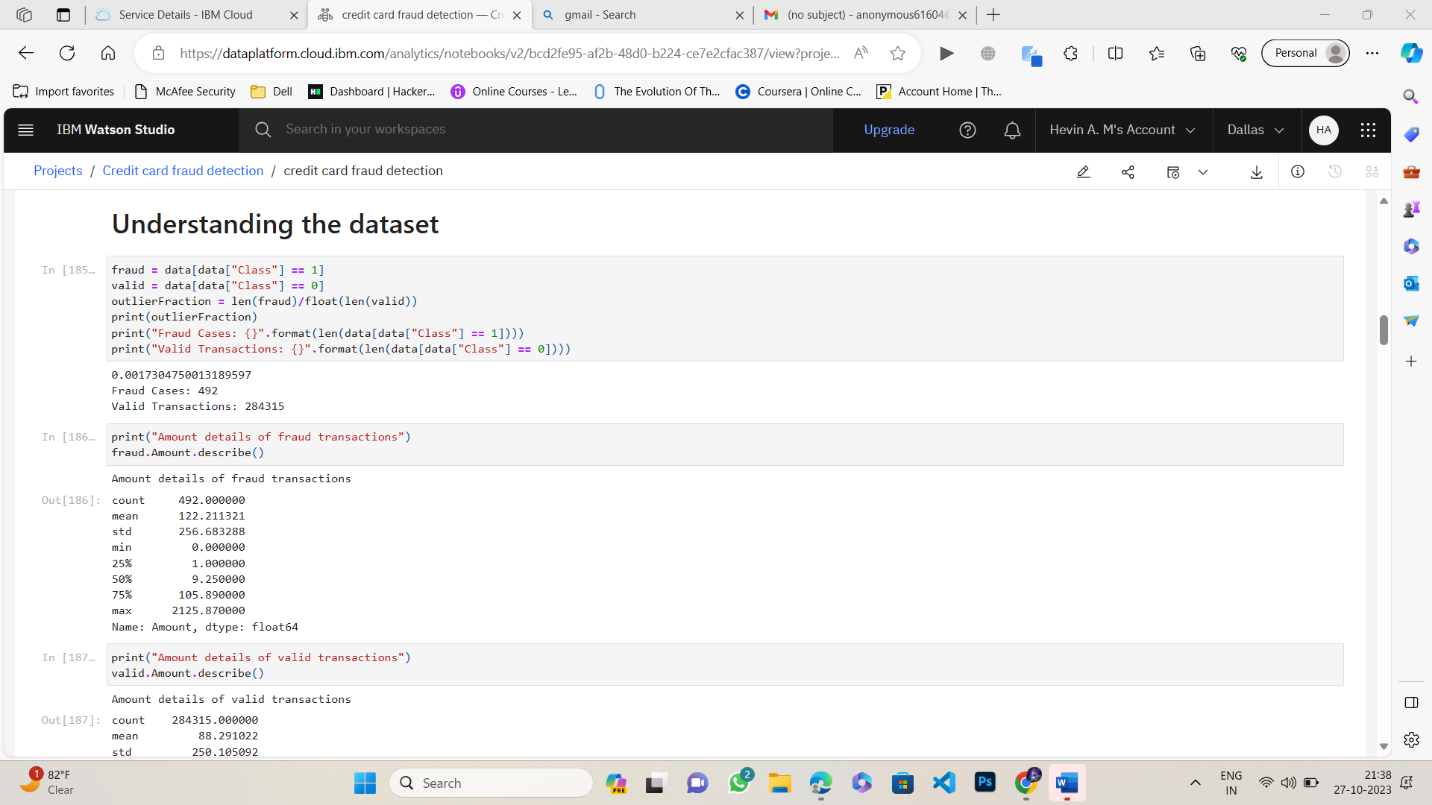 Service Details - IBM Cloud
credit card fraud detection — Cr
gmail - Search
(no subject) - anonymous61604@
https://dataplatform.cloud.ibm.com/analytics/notebooks/v2/bcd2fe95-af2b-48d0-b224-ce7e2cfac387/view?proje...
Personal
Import favorites
McAfee Security
Dell
Dashboard | Hacker...
Online Courses - Le...
The Evolution Of Th...
Coursera | Online C...
Account Home | Th...
IBM Watson Studio
Search in your workspaces
Upgrade
Hevin A. M's Account
Dallas
HA
Projects / Credit card fraud detection / credit card fraud detection
Understanding the dataset
In [185...
fraud = data[data["Class"] == 1]
valid = data[data["Class"] == 0]
outlierFraction = len(fraud)/float(len(valid))
print(outlierFraction)
print("Fraud Cases: {}".format(len(data[data["Class"] == 1])))
print("Valid Transactions: {}".format(len(data[data["Class"] == 0])))
0.0017304750013189597
Fraud Cases: 492
Valid Transactions: 284315
In [186...
print("Amount details of fraud transactions")
fraud.Amount.describe()
Amount details of fraud transactions
Out[186]:
count 492.000000
mean 122.211321
std 256.683288
min 0.000000
25% 1.000000
50% 9.250000
75% 105.890000
max 2125.870000
Name: Amount, dtype: float64
In [187...
print("Amount details of valid transactions")
valid.Amount.describe()
Amount details of valid transactions
Out[187]:
count 284315.000000
mean 88.291022
std 250.105092
1
82°F
Clear
Search
PRE
2
Ps
ENG
IN
21:38
27-10-2023